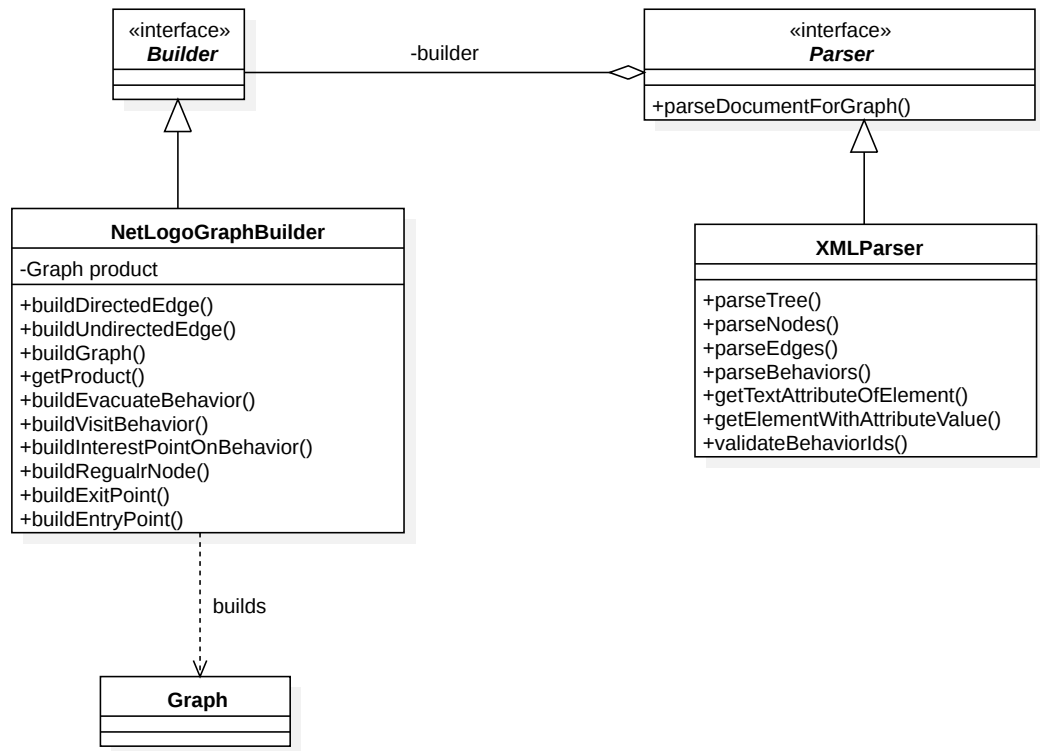 «interface»
Builder
-builder
«interface»
Parser
+parseDocumentForGraph()
NetLogoGraphBuilder
-Graph product
+buildDirectedEdge()
+buildUndirectedEdge()
+buildGraph()
+getProduct()
+buildEvacuateBehavior()
+buildVisitBehavior()
+buildInterestPointOnBehavior()
+buildRegualrNode()
+buildExitPoint()
+buildEntryPoint()
XMLParser
+parseTree()
+parseNodes()
+parseEdges()
+parseBehaviors()
+getTextAttributeOfElement()
+getElementWithAttributeValue()
+validateBehaviorIds()
builds
Graph